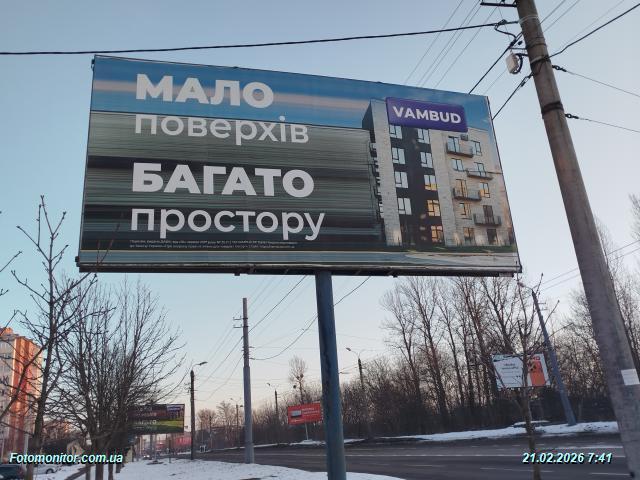 МАЛО
поверхів
VAMBUD
БАГАТО
простору
Fotomonitor.com.ua
21.02.2026 7:41